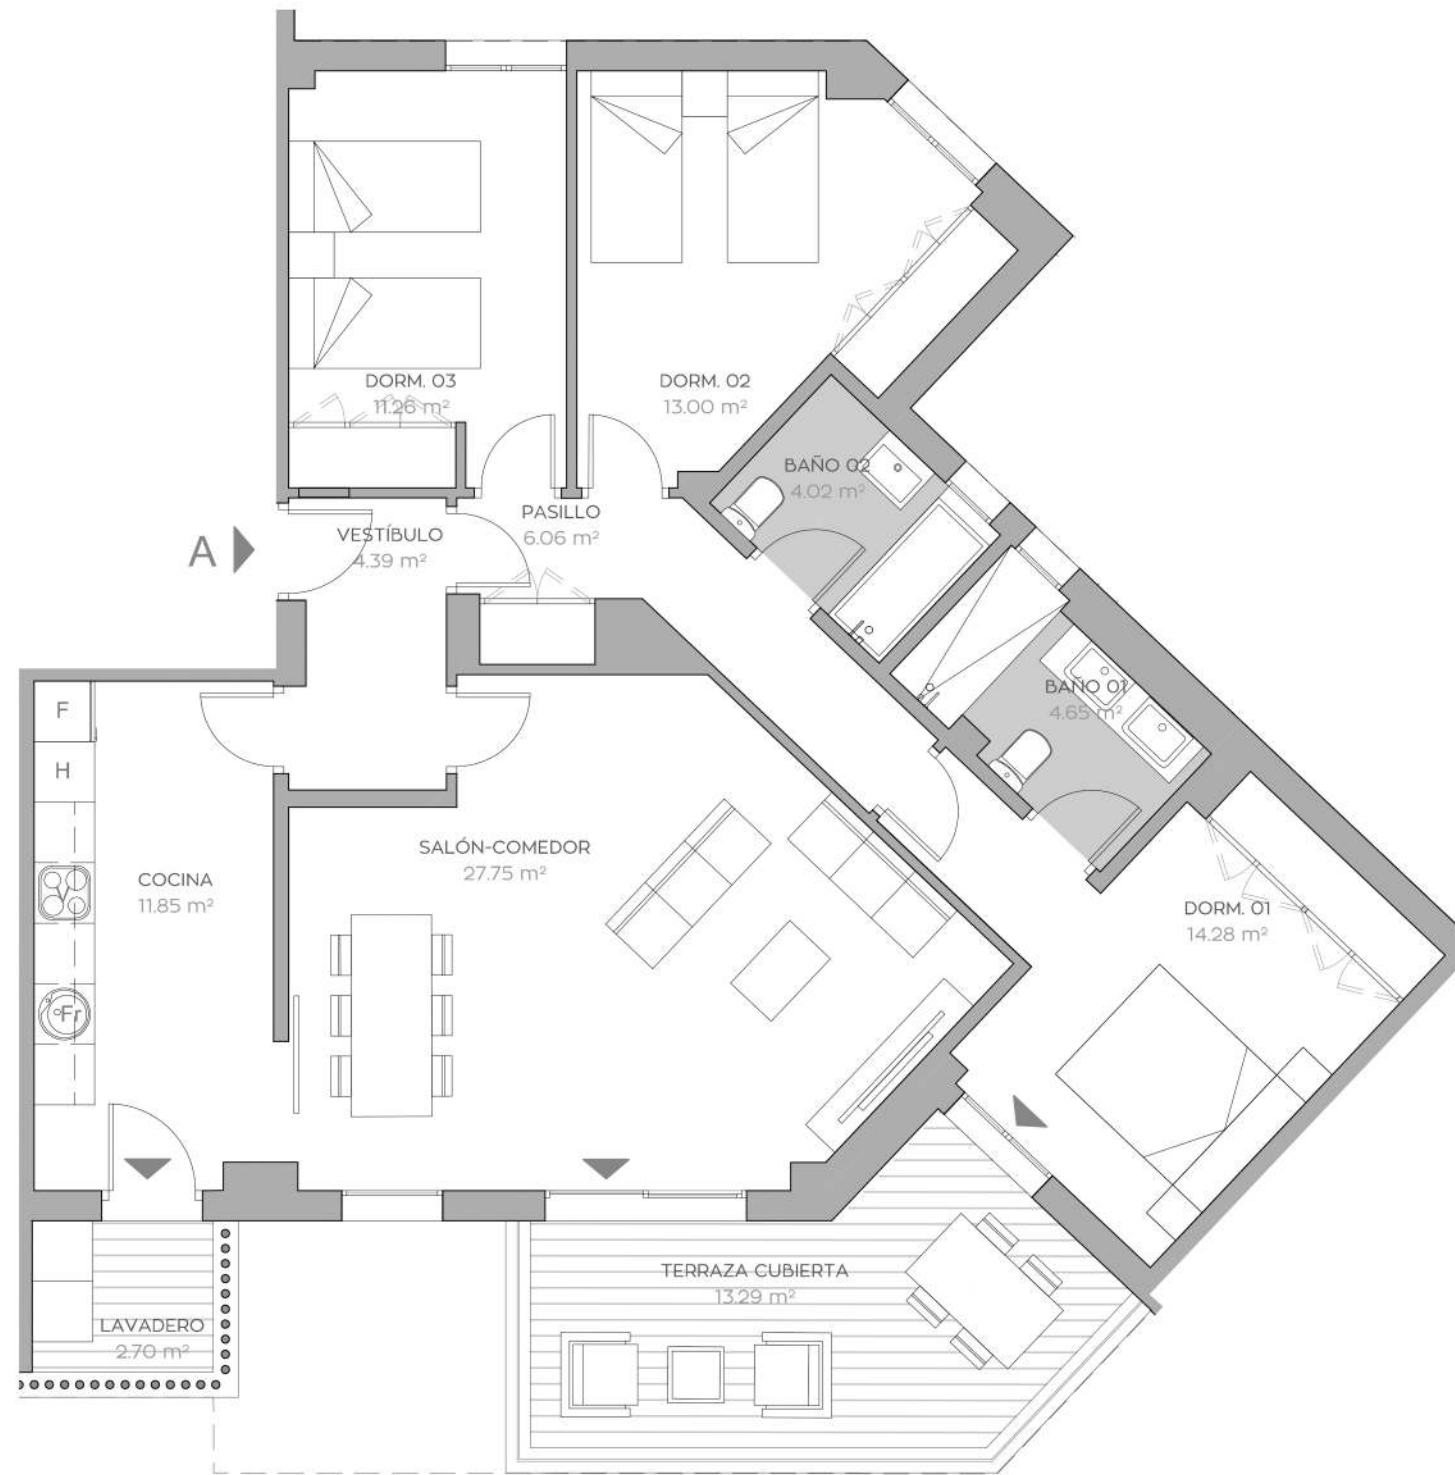 DORM. 03
11.26 m²
DORM. 02
13.00 m²
BAÑO 02
4.02 m²
A
VESTÍBULO
4.39 m²
PASILLO
6.06 m²
BAÑO 01
4.65 m²
F
H
COCINA
11.85 m²
SALÓN-COMEDOR
27.75 m²
DORM. 01
14.28 m²
V
Fr
TERRAZA CUBIERTA
13.29 m²
LAVADERO
2.70 m²